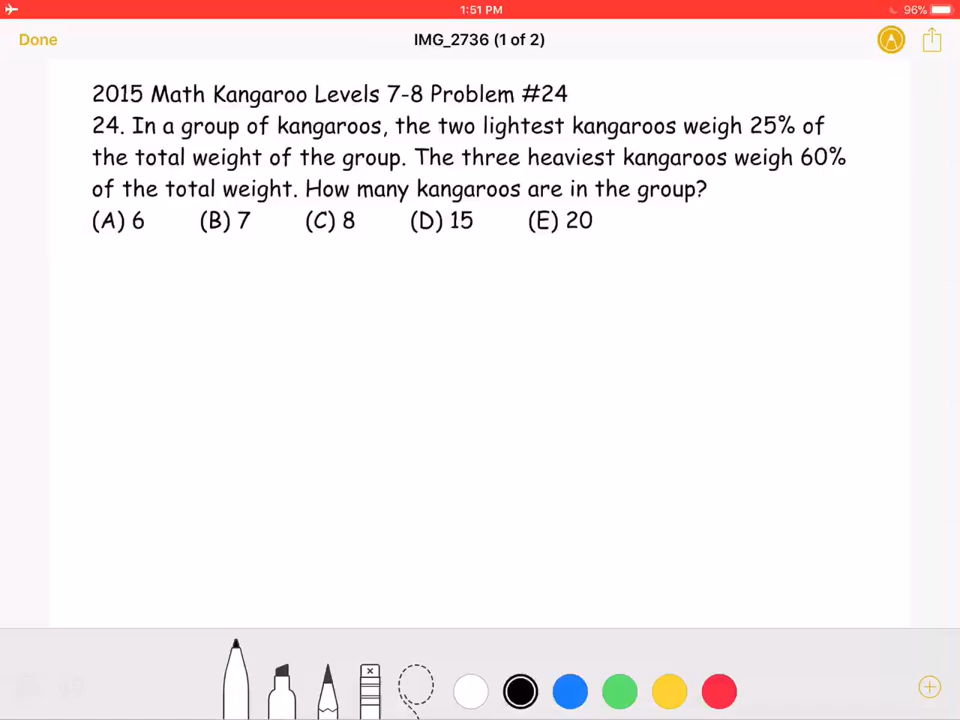 1:51 PM
96%
Done
IMG_2736 (1 of 2)
2015 Math Kangaroo Levels 7-8 Problem #24
24. In a group of kangaroos, the two lightest kangaroos weigh 25% of
the total weight of the group. The three heaviest kangaroos weigh 60%
of the total weight. How many kangaroos are in the group?
(A) 6 (B) 7 (C) 8 (D) 15 (E) 20